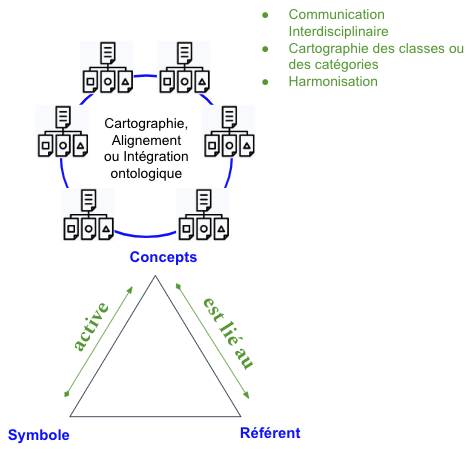 ● Communication
Interdisciplinaire
● Cartographie des classes ou
des catégories
● Harmonisation
Cartographie,
Alignement
ou Intégration
ontologique
Concepts
active
est lié au
Symbole
Référent